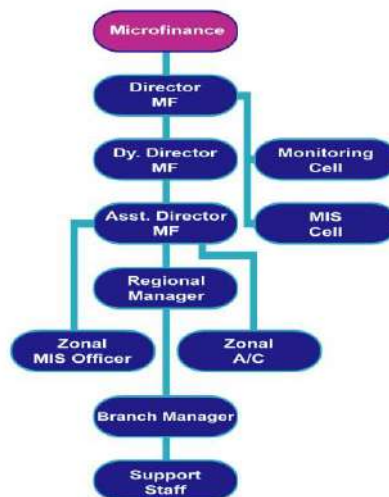 Microfinance
Director
MF
Dy. Director
MF
Monitoring
Cell
Asst. Director
MF
MIS
Cell
Regional
Manager
Zonal
MIS Officer
Zonal
A/C
Branch Manager
Support
Staff